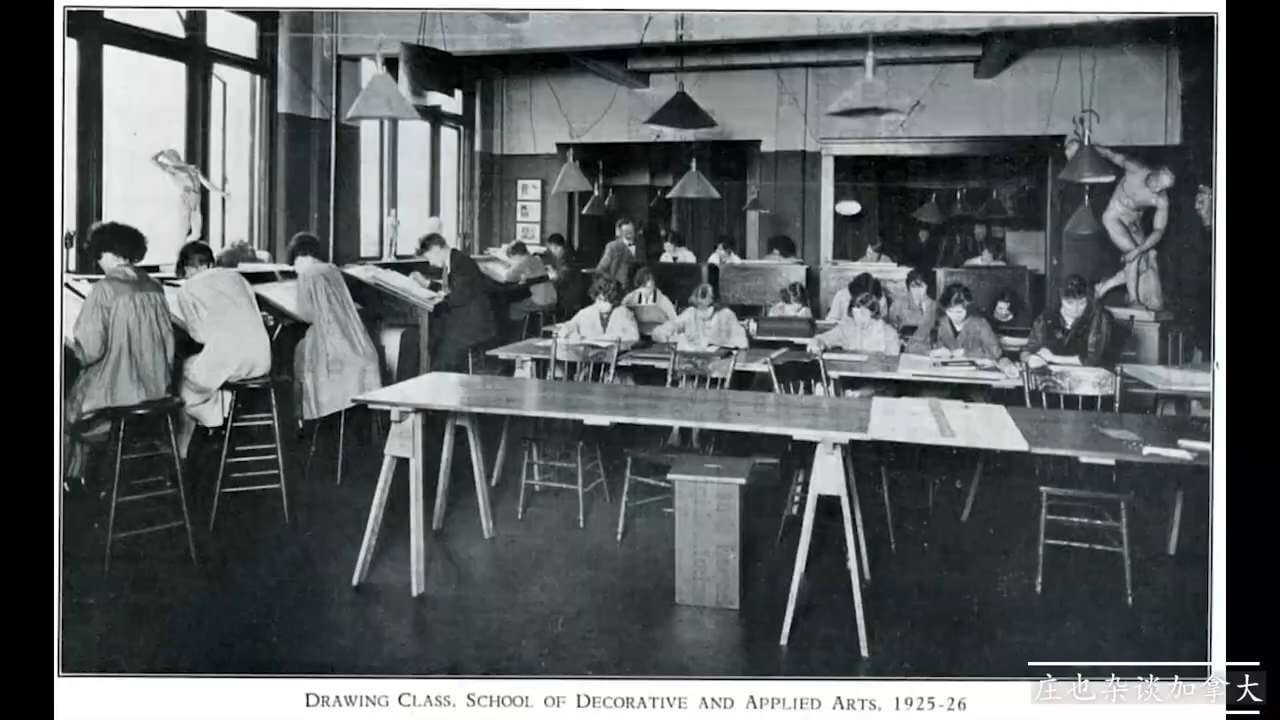 DRAWING CLASS, SCHOOL OF DECORATIVE AND APPLIED ARTS, 1925-26
庄也杂谈加拿大